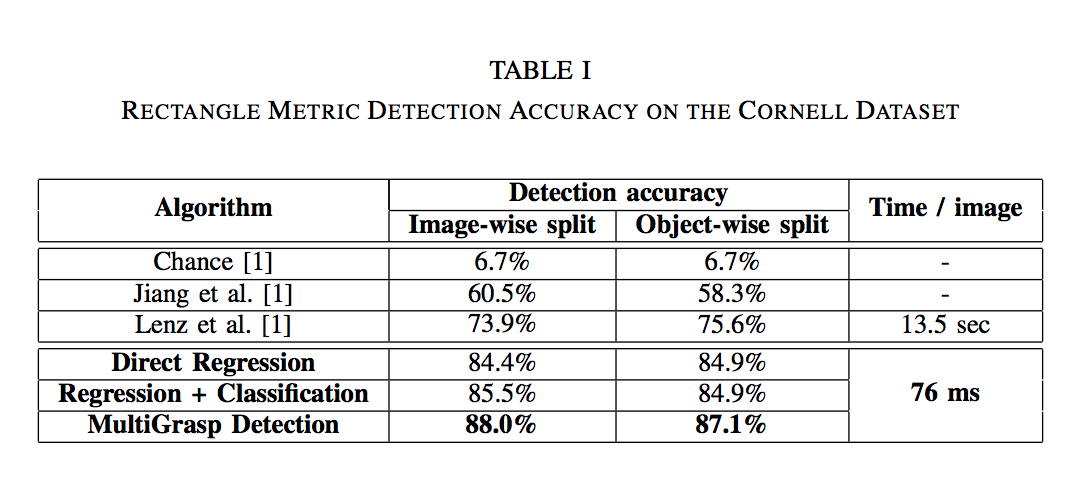 TABLE I
RECTANGLE METRIC DETECTION ACCURACY ON THE CORNELL DATASET
Algorithm Detection accuracy Time / image
Image-wise split Object-wise split
Chance [1] 6.7% 6.7% -
Jiang et al. [1] 60.5% 58.3% -
Lenz et al. [1] 73.9% 75.6% 13.5 sec
Direct Regression 84.4% 84.9%
Regression + Classification 85.5% 84.9% 76 ms
MultiGrasp Detection 88.0% 87.1%